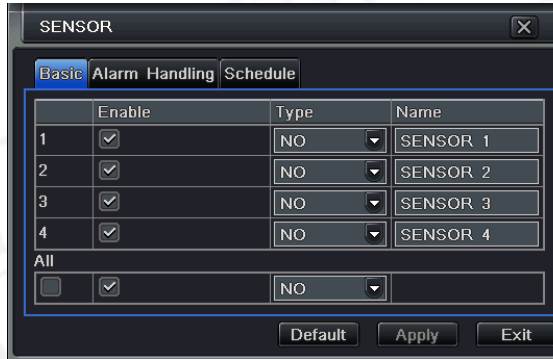 SENSOR
Basic Alarm Handling Schedule
Enable Type Name
1 NO SENSOR 1
2 NO SENSOR 2
3 NO SENSOR 3
4 NO SENSOR 4
All
NO
Default Apply Exit